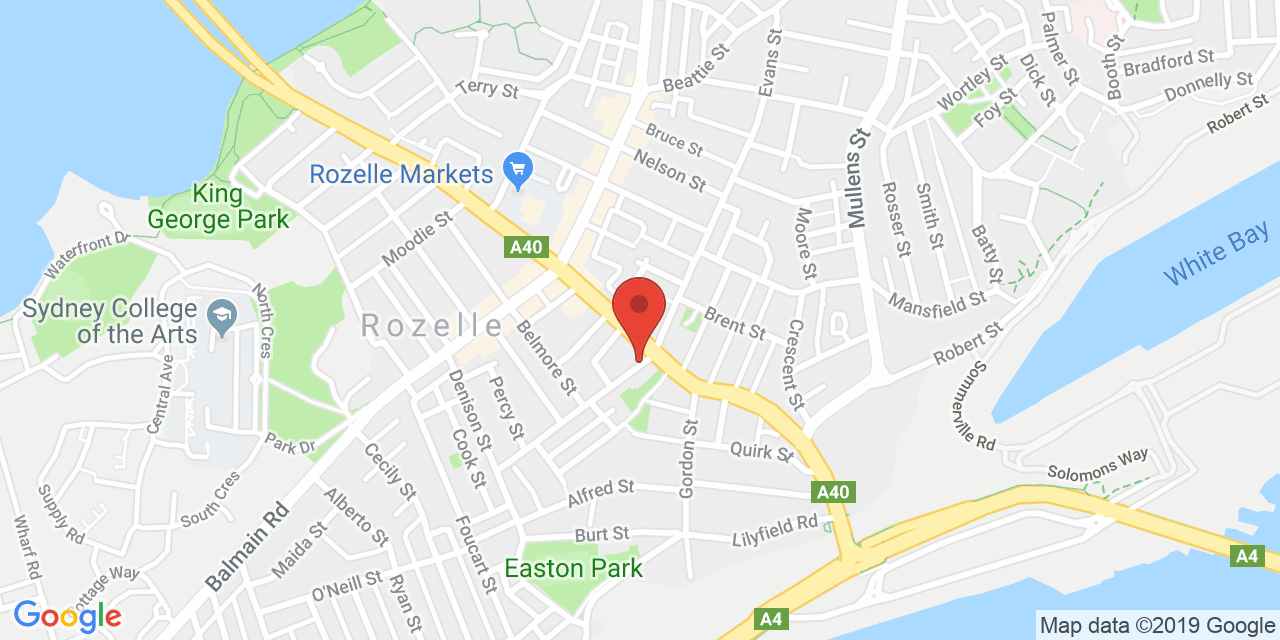 Palmer St
Booth St
Bradford St
Donnelly St
Robert St
Evans St
Beattie St
Dick St
Wortley St
Foy St
Terry St
Bruce St
Nelson St
Mullens St
Rozelle Markets
King
George Park
Moodie St
Waterfront Dr
A40
Moore St
Rosser St
Smith St
Batty St
White Bay
Mansfield St
Sydney College
of the Arts
North Cres
Rozelle
Belmore St
Brent St
Crescent St
Robert St
Sommerville Rd
Central Ave
Denison St
Percy St
Cook St
Park Dr
Cecily St
Gordon St
Quirk St
Solomons Way
Alfred St
A40
Supply Rd
South Cres
Balmain Rd
Alberto St
Maida St
Foucart St
Burt St
Lilyfield Rd
Wharf Rd
Cottage Way
O'Neill St
Ryan St
Easton Park
A4
A4
Google
Map data ©2019 Google